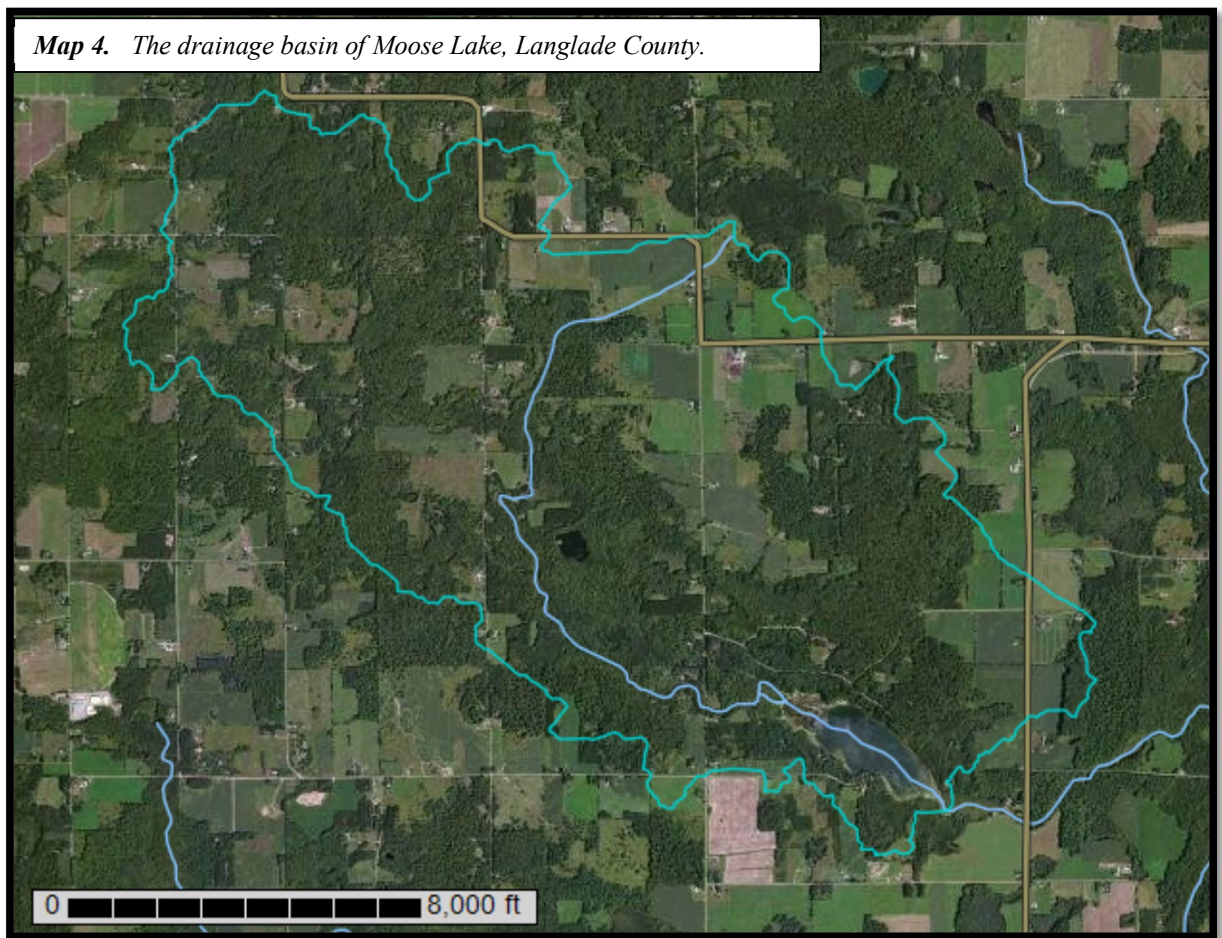 Map 4. The drainage basin of Moose Lake, Langlade County.
0 8,000 ft